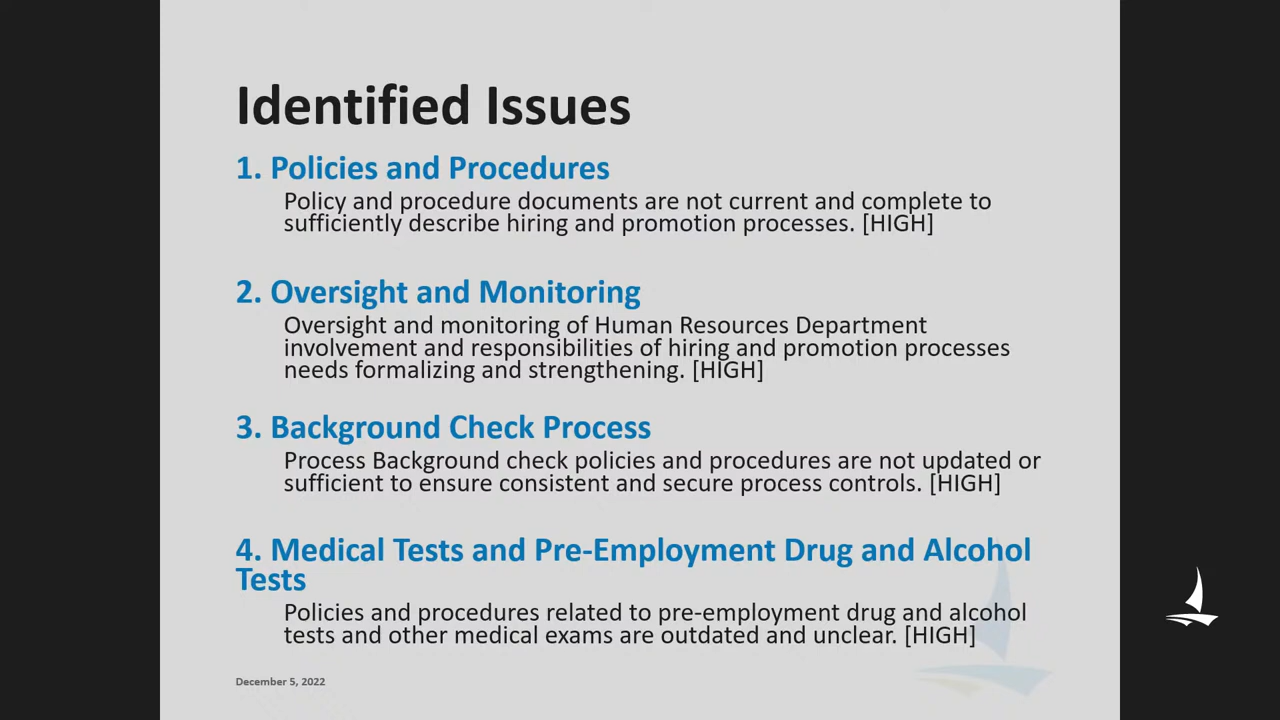 Identified Issues
1. Policies and Procedures
Policy and procedure documents are not current and complete to
sufficiently describe hiring and promotion processes. [HIGH]
2. Oversight and Monitoring
Oversight and monitoring of Human Resources Department
involvement and responsibilities of hiring and promotion processes
needs formalizing and strengthening. [HIGH]
3. Background Check Process
Process Background check policies and procedures are not updated or
sufficient to ensure consistent and secure process controls. [HIGH]
4. Medical Tests and Pre-Employment Drug and Alcohol
Tests
Policies and procedures related to pre-employment drug and alcohol
tests and other medical exams are outdated and unclear. [HIGH]
December 5, 2022